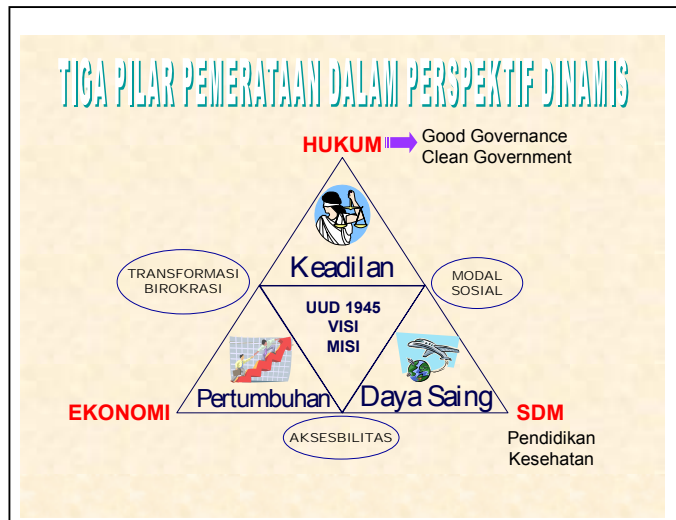 TIGA PILAR PEMERATAAN DALAM PERSPEKTIF DINAMIS
HUKUM
Good Governance
Clean Government
Keadilan
TRANSFORMASI
BIROKRASI
MODAL
SOSIAL
UUD 1945
VISI
MISI
Pertumbuhan
Daya Saing
EKONOMI
SDM
AKSESBILITAS
Pendidikan
Kesehatan